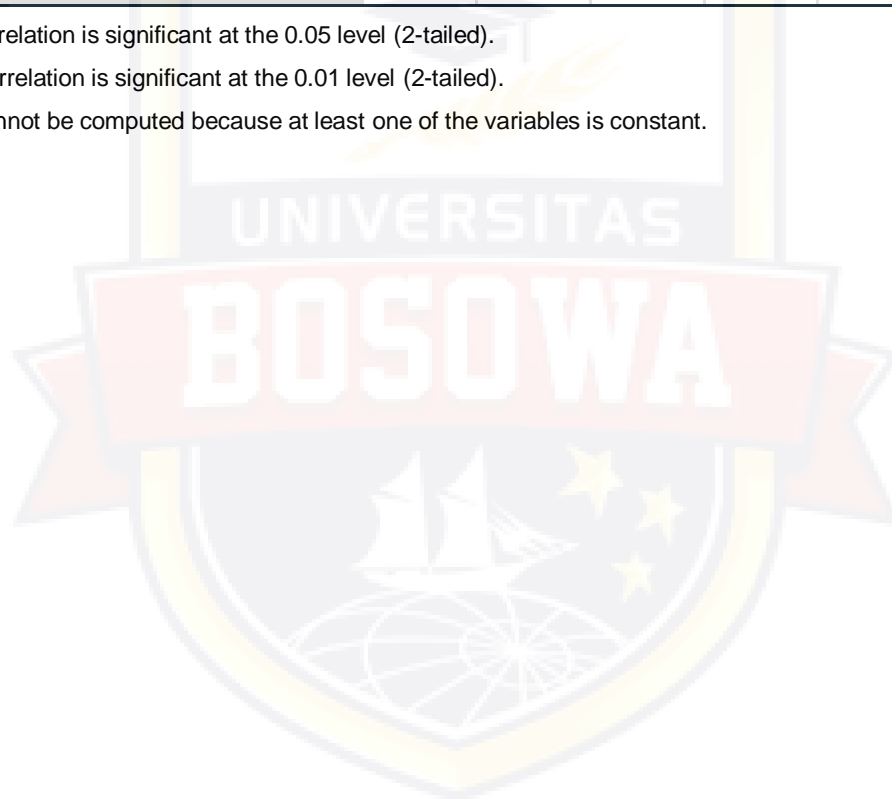 relation is significant at the 0.05 level (2-tailed).
rrelation is significant at the 0.01 level (2-tailed).
nnot be computed because at least one of the variables is constant.
UNIVERSITAS
BOSOWA